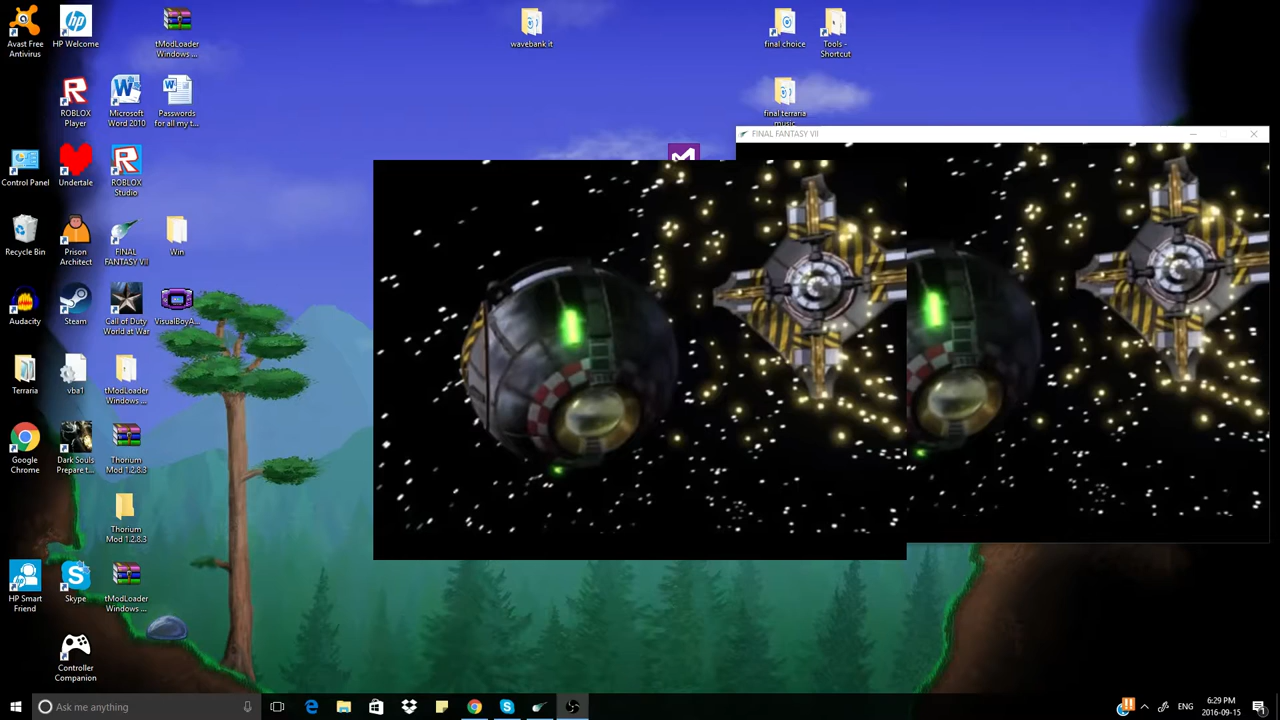 Avast Free
Antivirus
HP Welcome
tModLoader
Windows ...
wavebank it
final choice
Tools -
Shortcut
ROBLOX
Player
Microsoft
Word 2010
Passwords
for all my t...
final terraria
music
FINAL FANTASY VII
Control Panel
Undertale
ROBLOX
Studio
Recycle Bin
Prison
Architect
FINAL
FANTASY VII
Win
Audacity
Steam
Call of Duty
World at War
VisualBoyA...
Terraria
vba1
tModLoader
Windows ...
Google
Chrome
Dark Souls
Prepare t...
Thorium
Mod 1.2.8.3
Thorium
Mod 1.2.8.3
HP Smart
Friend
Skype
tModLoader
Windows ...
Controller
Companion
Ask me anything
ENG
6:29 PM
2016-09-15